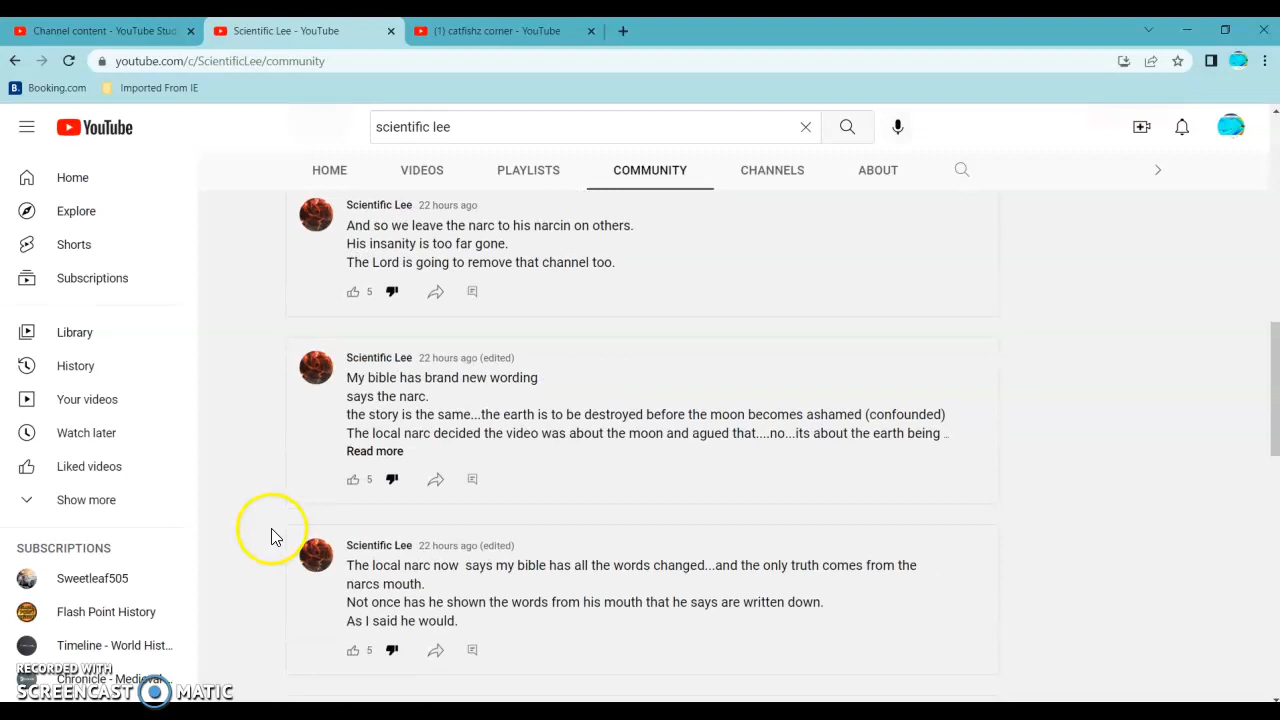 Channel content - YouTube Stud
Scientific Lee - YouTube
(1) catfishz corner - YouTube
youtube.com/c/ScientificLee/community
Booking.com
Imported From IE
YouTube
scientific lee
HOME
VIDEOS
PLAYLISTS
COMMUNITY
CHANNELS
ABOUT
Home
Explore
Shorts
Subscriptions
Library
History
Your videos
Watch later
Liked videos
Show more
SUBSCRIPTIONS
Sweetleaf505
Flash Point History
Timeline - World Hist...
Chronicle - Medieval...
Scientific Lee 22 hours ago
And so we leave the narc to his narcin on others.
His insanity is too far gone.
The Lord is going to remove that channel too.
5
Scientific Lee 22 hours ago (edited)
My bible has brand new wording
says the narc.
the story is the same...the earth is to be destroyed before the moon becomes ashamed (confounded)
The local narc decided the video was about the moon and agued that....no...its about the earth being ...
Read more
5
Scientific Lee 22 hours ago (edited)
The local narc now says my bible has all the words changed...and the only truth comes from the
narcs mouth.
Not once has he shown the words from his mouth that he says are written down.
As I said he would.
5
RECORDED WITH
SCREENCAST MATIC